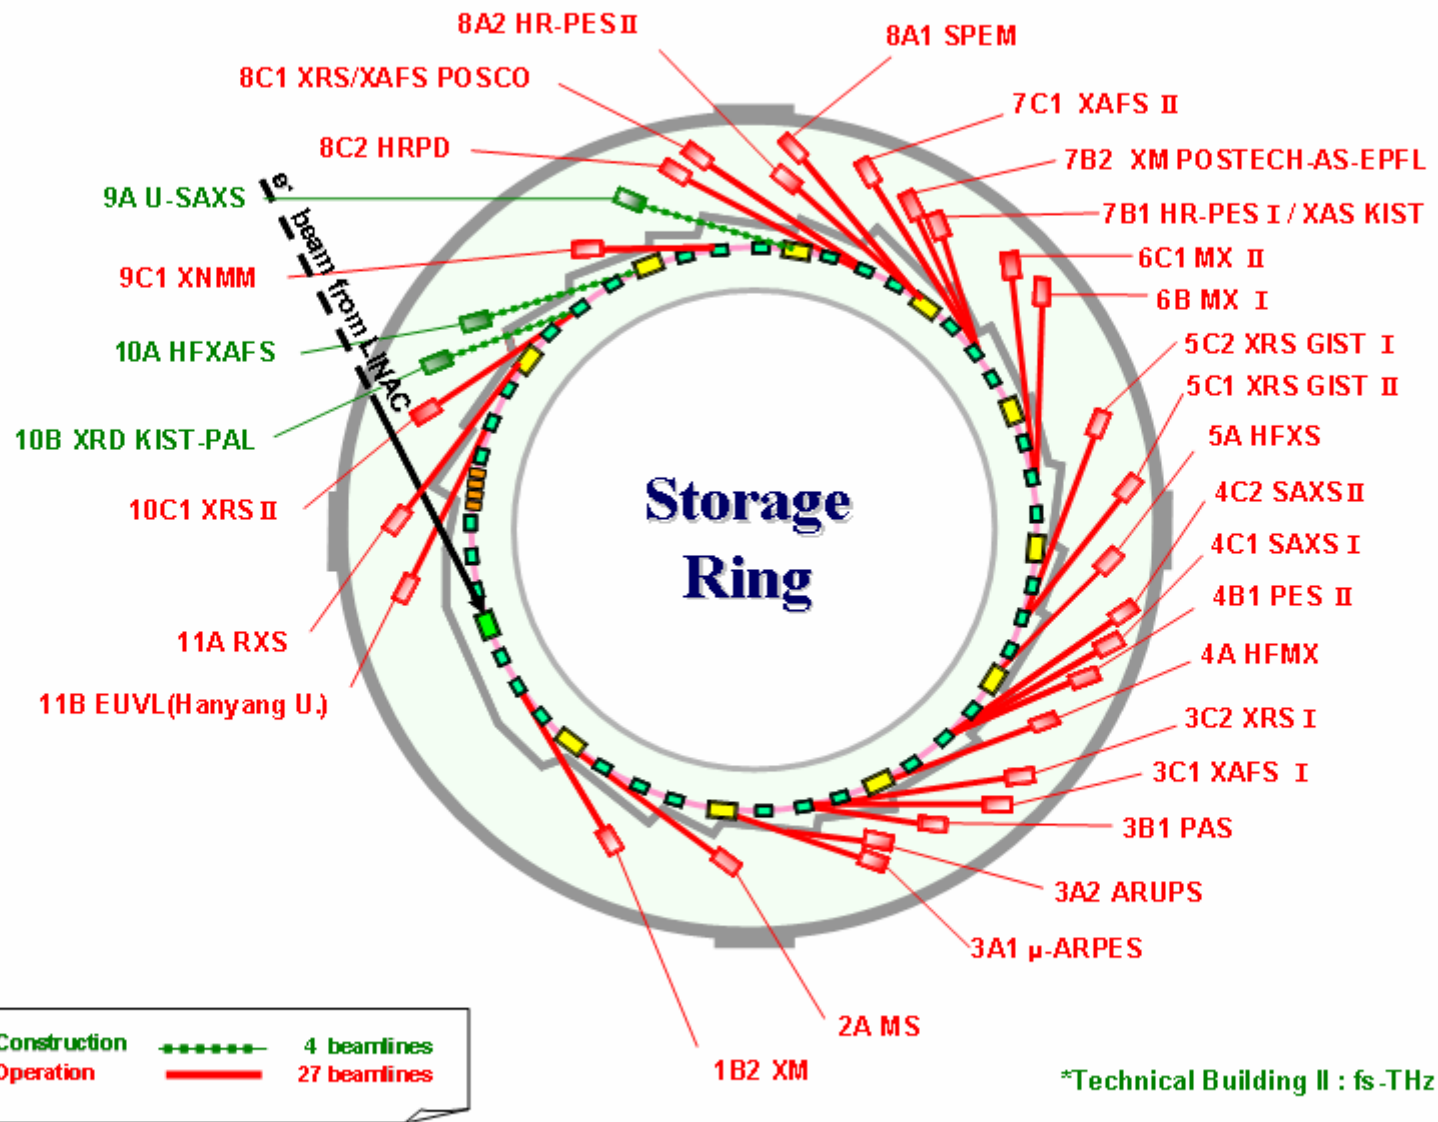 8A2 HR-PES II
8A1 SPEM
8C1 XRS/XAFS POSCO
7C1 XAFS II
8C2 HRPD
7B2 XM POSTECH-AS-EPFL
9A U-SAXS
7B1 HR-PES I / XAS KIST
e- beam from LINAC
9C1 XNMM
6C1 MX II
6B MX I
10A HFXAFS
5C2 XRS GIST I
5C1 XRS GIST II
10B XRD KIST-PAL
5A HFXS
10C1 XRS II
4C2 SAXS II
Storage
Ring
4C1 SAXS I
4B1 PES II
11A RXS
4A HFMX
11B EUVL(Hanyang U.)
3C2 XRS I
3C1 XAFS I
3B1 PAS
3A2 ARUPS
3A1 μ-ARPES
2A MS
1B2 XM
Construction 4 beamlines
Operation 27 beamlines
*Technical Building II : fs-THz